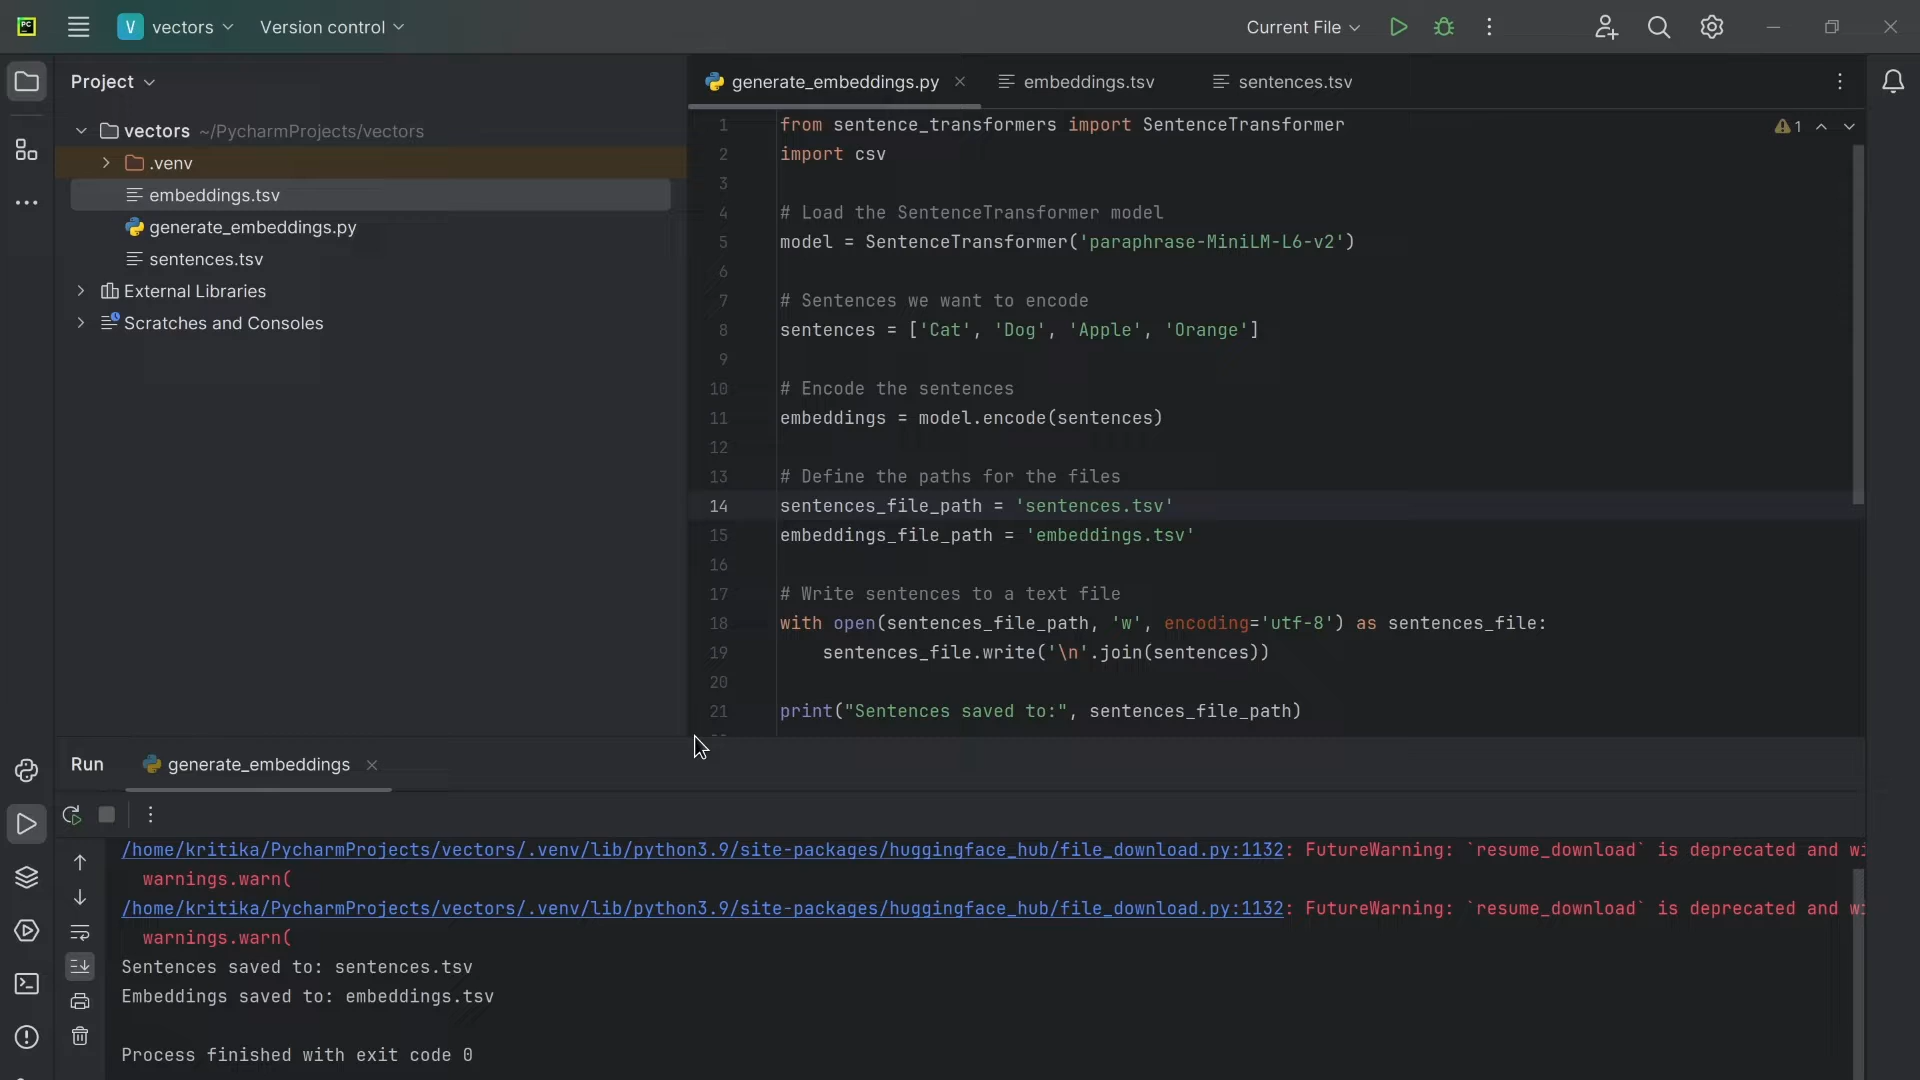 PC
V vectors
Version control
Current File
Project
generate_embeddings.py
embeddings.tsv
sentences.tsv
vectors ~/PycharmProjects/vectors
.venv
embeddings.tsv
generate_embeddings.py
sentences.tsv
External Libraries
Scratches and Consoles
1
1 from sentence_transformers import SentenceTransformer
2 import csv
3
4 # Load the SentenceTransformer model
5 model = SentenceTransformer('paraphrase-MiniLM-L6-v2')
6
7 # Sentences we want to encode
8 sentences = ['Cat', 'Dog', 'Apple', 'Orange']
9
10 # Encode the sentences
11 embeddings = model.encode(sentences)
12
13 # Define the paths for the files
14 sentences_file_path = 'sentences.tsv'
15 embeddings_file_path = 'embeddings.tsv'
16
17 # Write sentences to a text file
18 with open(sentences_file_path, 'w', encoding='utf-8') as sentences_file:
19 sentences_file.write('\n'.join(sentences))
20
21 print("Sentences saved to:", sentences_file_path)
Run
generate_embeddings
/home/kritika/PycharmProjects/vectors/.venv/lib/python3.9/site-packages/huggingface_hub/file_download.py:1132: FutureWarning: `resume_download` is deprecated and wi
warnings.warn(
/home/kritika/PycharmProjects/vectors/.venv/lib/python3.9/site-packages/huggingface_hub/file_download.py:1132: FutureWarning: `resume_download` is deprecated and wi
warnings.warn(
Sentences saved to: sentences.tsv
Embeddings saved to: embeddings.tsv
Process finished with exit code 0